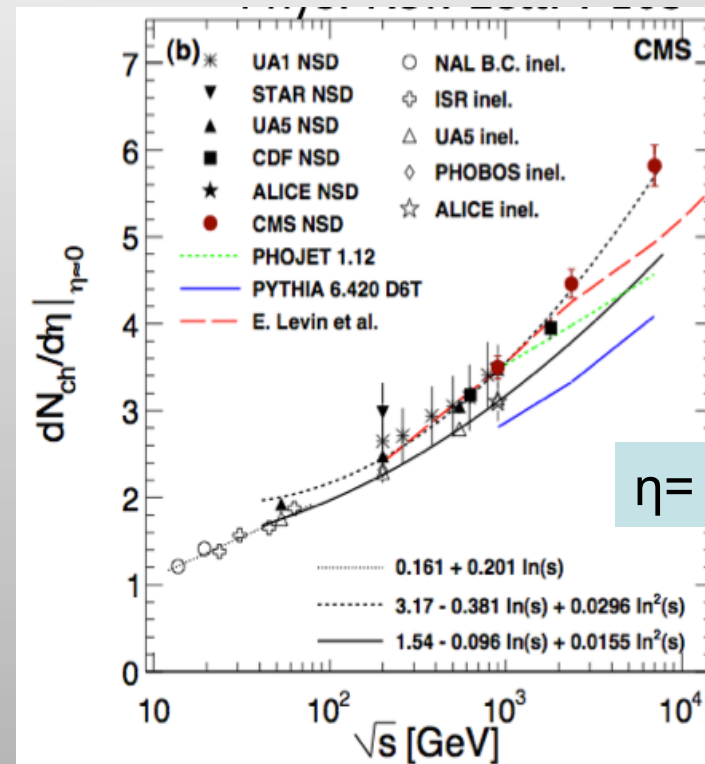 7
(b)
CMS
UA1 NSD
STAR NSD
UA5 NSD
CDF NSD
ALICE NSD
CMS NSD
PHOJET 1.12
PYTHIA 6.420 D6T
E. Levin et al.
NAL B.C. inel.
ISR inel.
UA5 inel.
PHOBOS inel.
ALICE inel.
6
5
4
3
2
1
0
dN_ch/dη|_η≈0
η=
0.161 + 0.201 ln(s)
3.17 - 0.381 ln(s) + 0.0296 ln²(s)
1.54 - 0.096 ln(s) + 0.0155 ln²(s)
10
10²
10³
10⁴
√s [GeV]